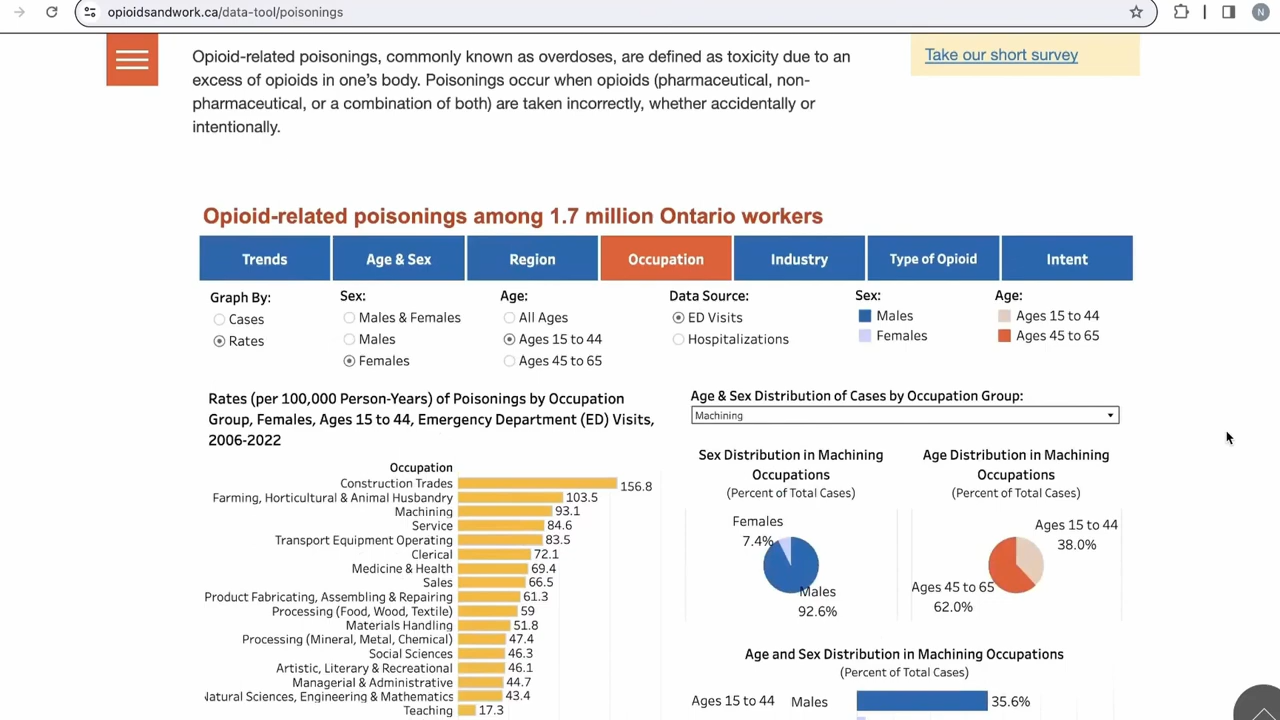 opioidsandwork.ca/data-tool/poisonings
N
Opioid-related poisonings, commonly known as overdoses, are defined as toxicity due to an
excess of opioids in one's body. Poisonings occur when opioids (pharmaceutical, non-
pharmaceutical, or a combination of both) are taken incorrectly, whether accidentally or
intentionally.
Take our short survey
Opioid-related poisonings among 1.7 million Ontario workers
Trends Age & Sex Region Occupation Industry Type of Opioid Intent
Graph By:
Cases
Rates
Sex:
Males & Females
Males
Females
Age:
All Ages
Ages 15 to 44
Ages 45 to 65
Data Source:
ED Visits
Hospitalizations
Sex:
Males
Females
Age:
Ages 15 to 44
Ages 45 to 65
Rates (per 100,000 Person-Years) of Poisonings by Occupation
Group, Females, Ages 15 to 44, Emergency Department (ED) Visits,
2006-2022
Occupation
Construction Trades 156.8
Farming, Horticultural & Animal Husbandry 103.5
Machining 93.1
Service 84.6
Transport Equipment Operating 83.5
Clerical 72.1
Medicine & Health 69.4
Sales 66.5
Product Fabricating, Assembling & Repairing 61.3
Processing (Food, Wood, Textile) 59
Materials Handling 51.8
Processing (Mineral, Metal, Chemical) 47.4
Social Sciences 46.3
Artistic, Literary & Recreational 46.1
Managerial & Administrative 44.7
Natural Sciences, Engineering & Mathematics 43.4
Teaching 17.3
Age & Sex Distribution of Cases by Occupation Group:
Machining
Sex Distribution in Machining
Occupations
(Percent of Total Cases)
Females
7.4%
Males
92.6%
Age Distribution in Machining
Occupations
(Percent of Total Cases)
Ages 15 to 44
38.0%
Ages 45 to 65
62.0%
Age and Sex Distribution in Machining Occupations
(Percent of Total Cases)
Ages 15 to 44 Males 35.6%